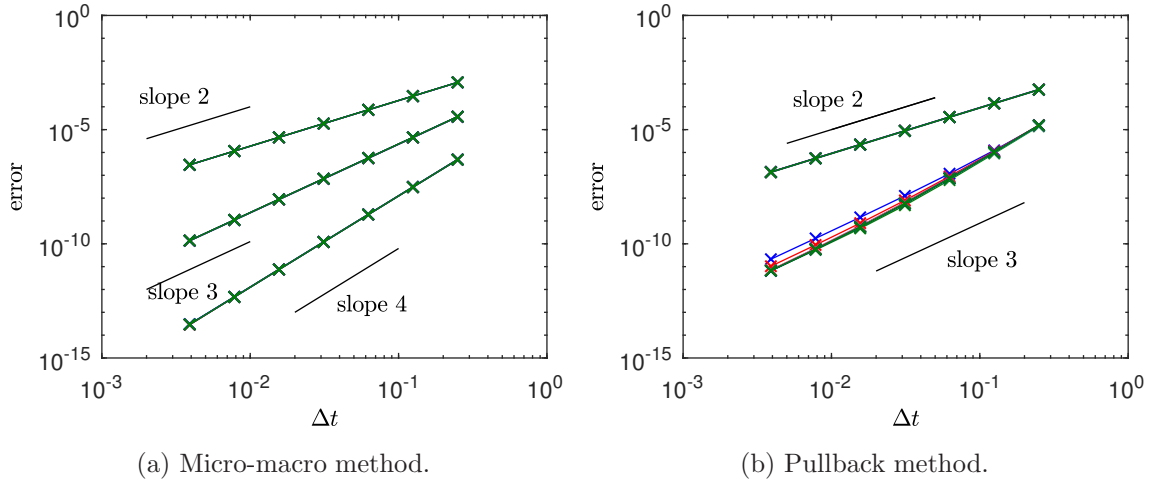 10^0
10^-5
10^-10
10^-15
error
slope 2
slope 3
slope 4
10^-3
10^-2
10^-1
10^0
Δt
(a) Micro-macro method.
10^0
10^-5
10^-10
10^-15
error
slope 2
slope 3
10^-3
10^-2
10^-1
10^0
Δt
(b) Pullback method.